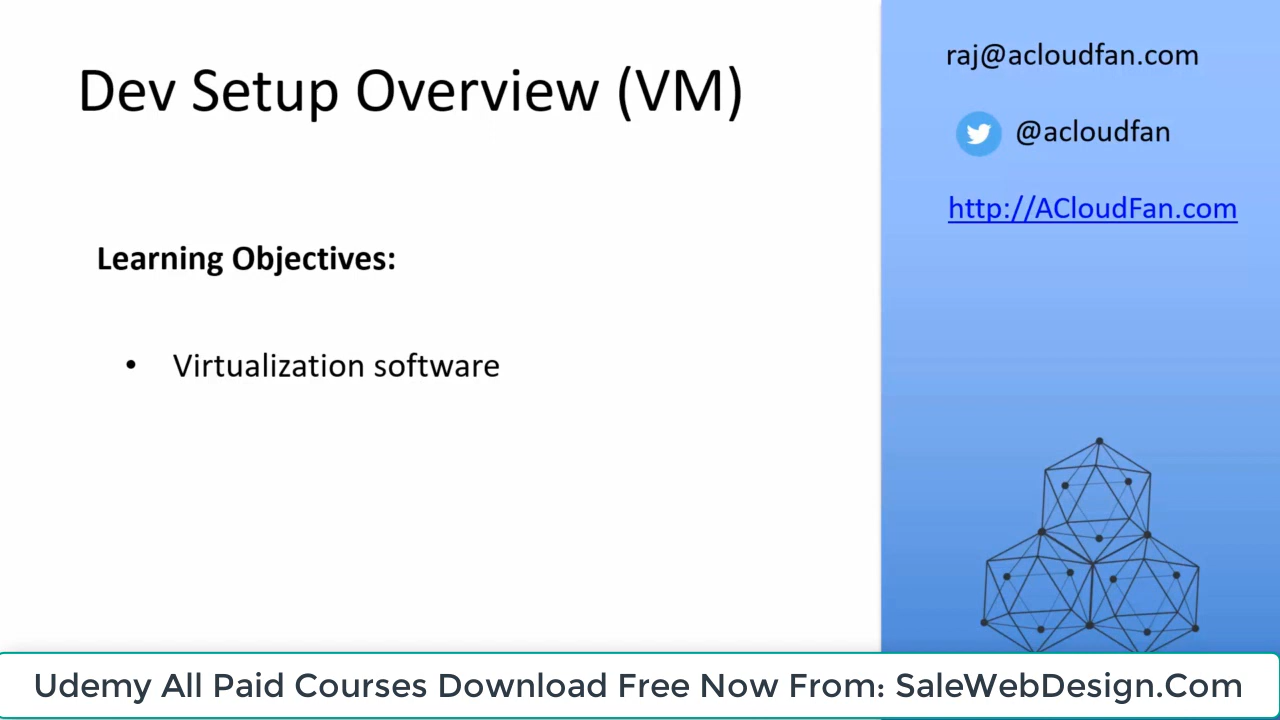 Dev Setup Overview (VM)
Learning Objectives:
• Virtualization software
raj@acloudfan.com
@acloudfan
http://ACloudFan.com
Udemy All Paid Courses Download Free Now From: SaleWebDesign.Com